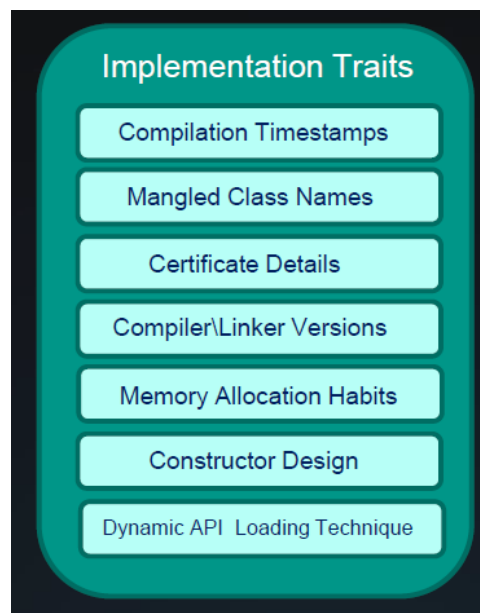 Implementation Traits
Compilation Timestamps
Mangled Class Names
Certificate Details
Compiler\Linker Versions
Memory Allocation Habits
Constructor Design
Dynamic API Loading Technique